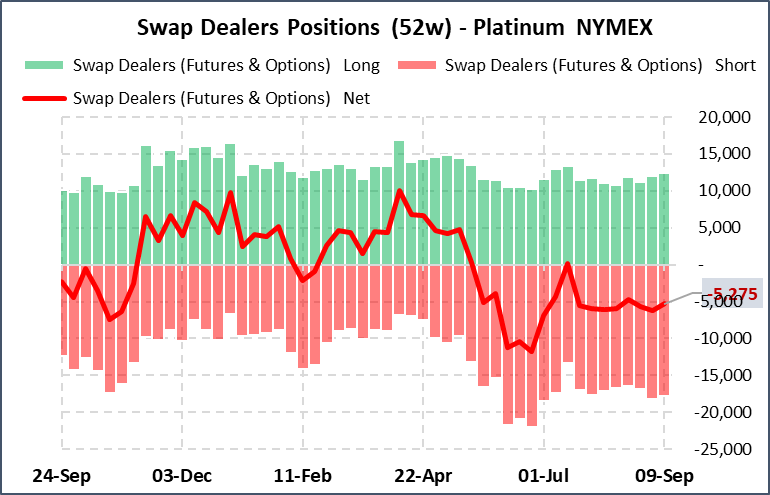 Swap Dealers Positions (52w) - Platinum NYMEX
Swap Dealers (Futures & Options) Long
Swap Dealers (Futures & Options) Short
Swap Dealers (Futures & Options) Net
20,000
15,000
10,000
5,000
-
-5,275
-5,000
-10,000
-15,000
-20,000
-25,000
24-Sep 03-Dec 11-Feb 22-Apr 01-Jul 09-Sep